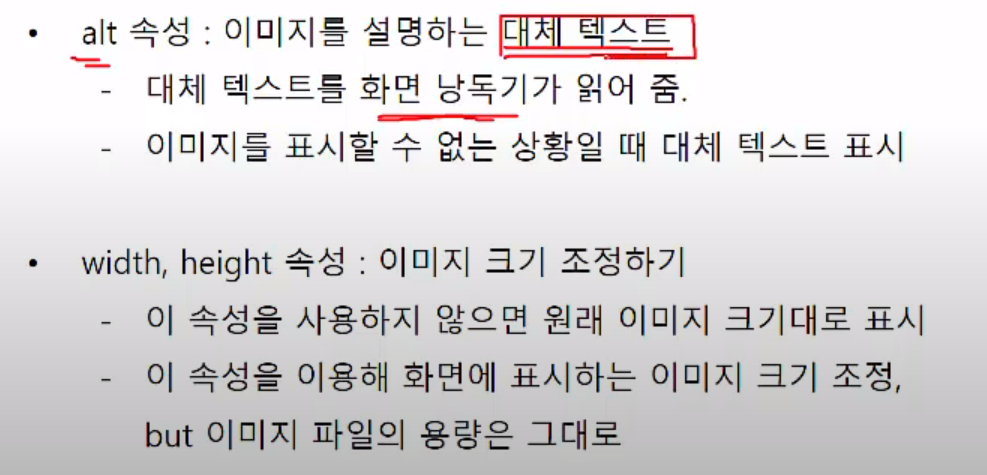 • alt 속성 : 이미지를 설명하는 대체 텍스트
- 대체 텍스트를 화면 낭독기가 읽어 줌.
- 이미지를 표시할 수 없는 상황일 때 대체 텍스트 표시
• width, height 속성 : 이미지 크기 조정하기
- 이 속성을 사용하지 않으면 원래 이미지 크기대로 표시
- 이 속성을 이용해 화면에 표시하는 이미지 크기 조정,
but 이미지 파일의 용량은 그대로